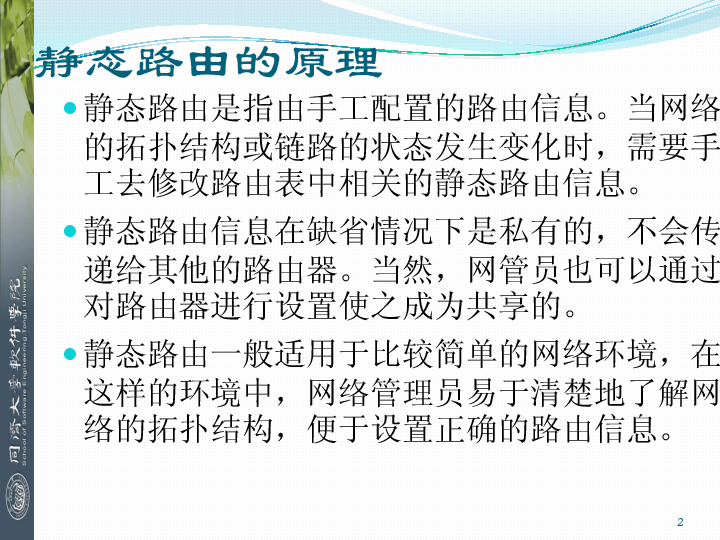 静态路由的原理
静态路由是指由手工配置的路由信息。当网络
的拓扑结构或链路的状态发生变化时，需要手
工去修改路由表中相关的静态路由信息。
静态路由信息在缺省情况下是私有的，不会传
递给其他的路由器。当然，网管员也可以通过
对路由器进行设置使之成为共享的。
静态路由一般适用于比较简单的网络环境，在
这样的环境中，网络管理员易于清楚地了解网
络的拓扑结构，便于设置正确的路由信息。
同濟大学軟件学院
School of Software Engineering, Tongji University
2